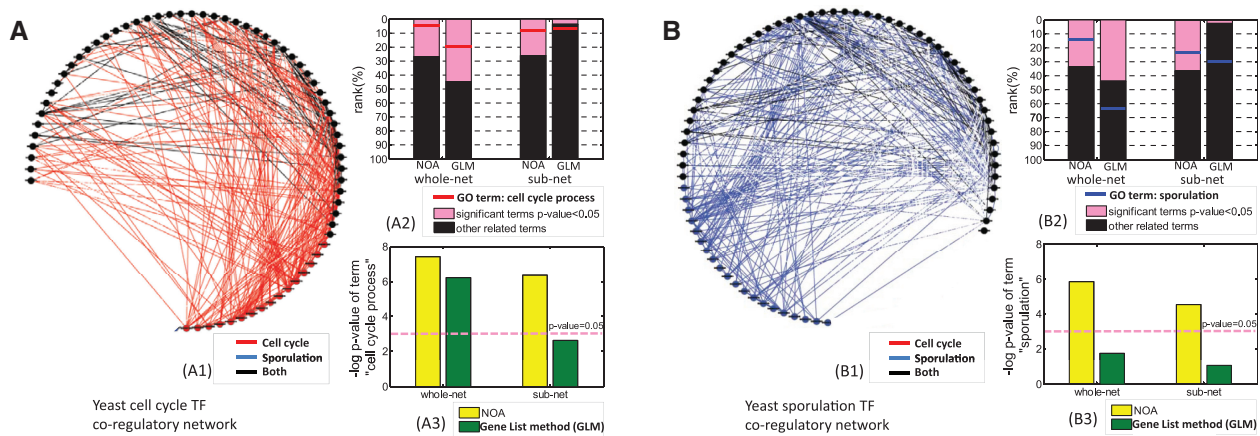 A
Cell cycle
Sporulation
Both
(A1)
Yeast cell cycle TF
co-regulatory network
rank(%)
0
10
20
30
40
50
60
70
80
90
100
NOA GLM NOA GLM
whole-net sub-net
GO term: cell cycle process
significant terms p-value<0.05
other related terms
(A2)
-log p-value of term
"cell cycle process"
8
6
4
2
0
p-value=0.05
whole-net sub-net
NOA
Gene List method (GLM)
(A3)
B
Cell cycle
Sporulation
Both
(B1)
Yeast sporulation TF
co-regulatory network
rank(%)
0
10
20
30
40
50
60
70
80
90
100
NOA GLM NOA GLM
whole-net sub-net
GO term: sporulation
significant terms p-value<0.05
other related terms
(B2)
-log p-value of term
"sporulation"
8
6
4
2
0
p-value=0.05
whole-net sub-net
NOA
Gene List method (GLM)
(B3)